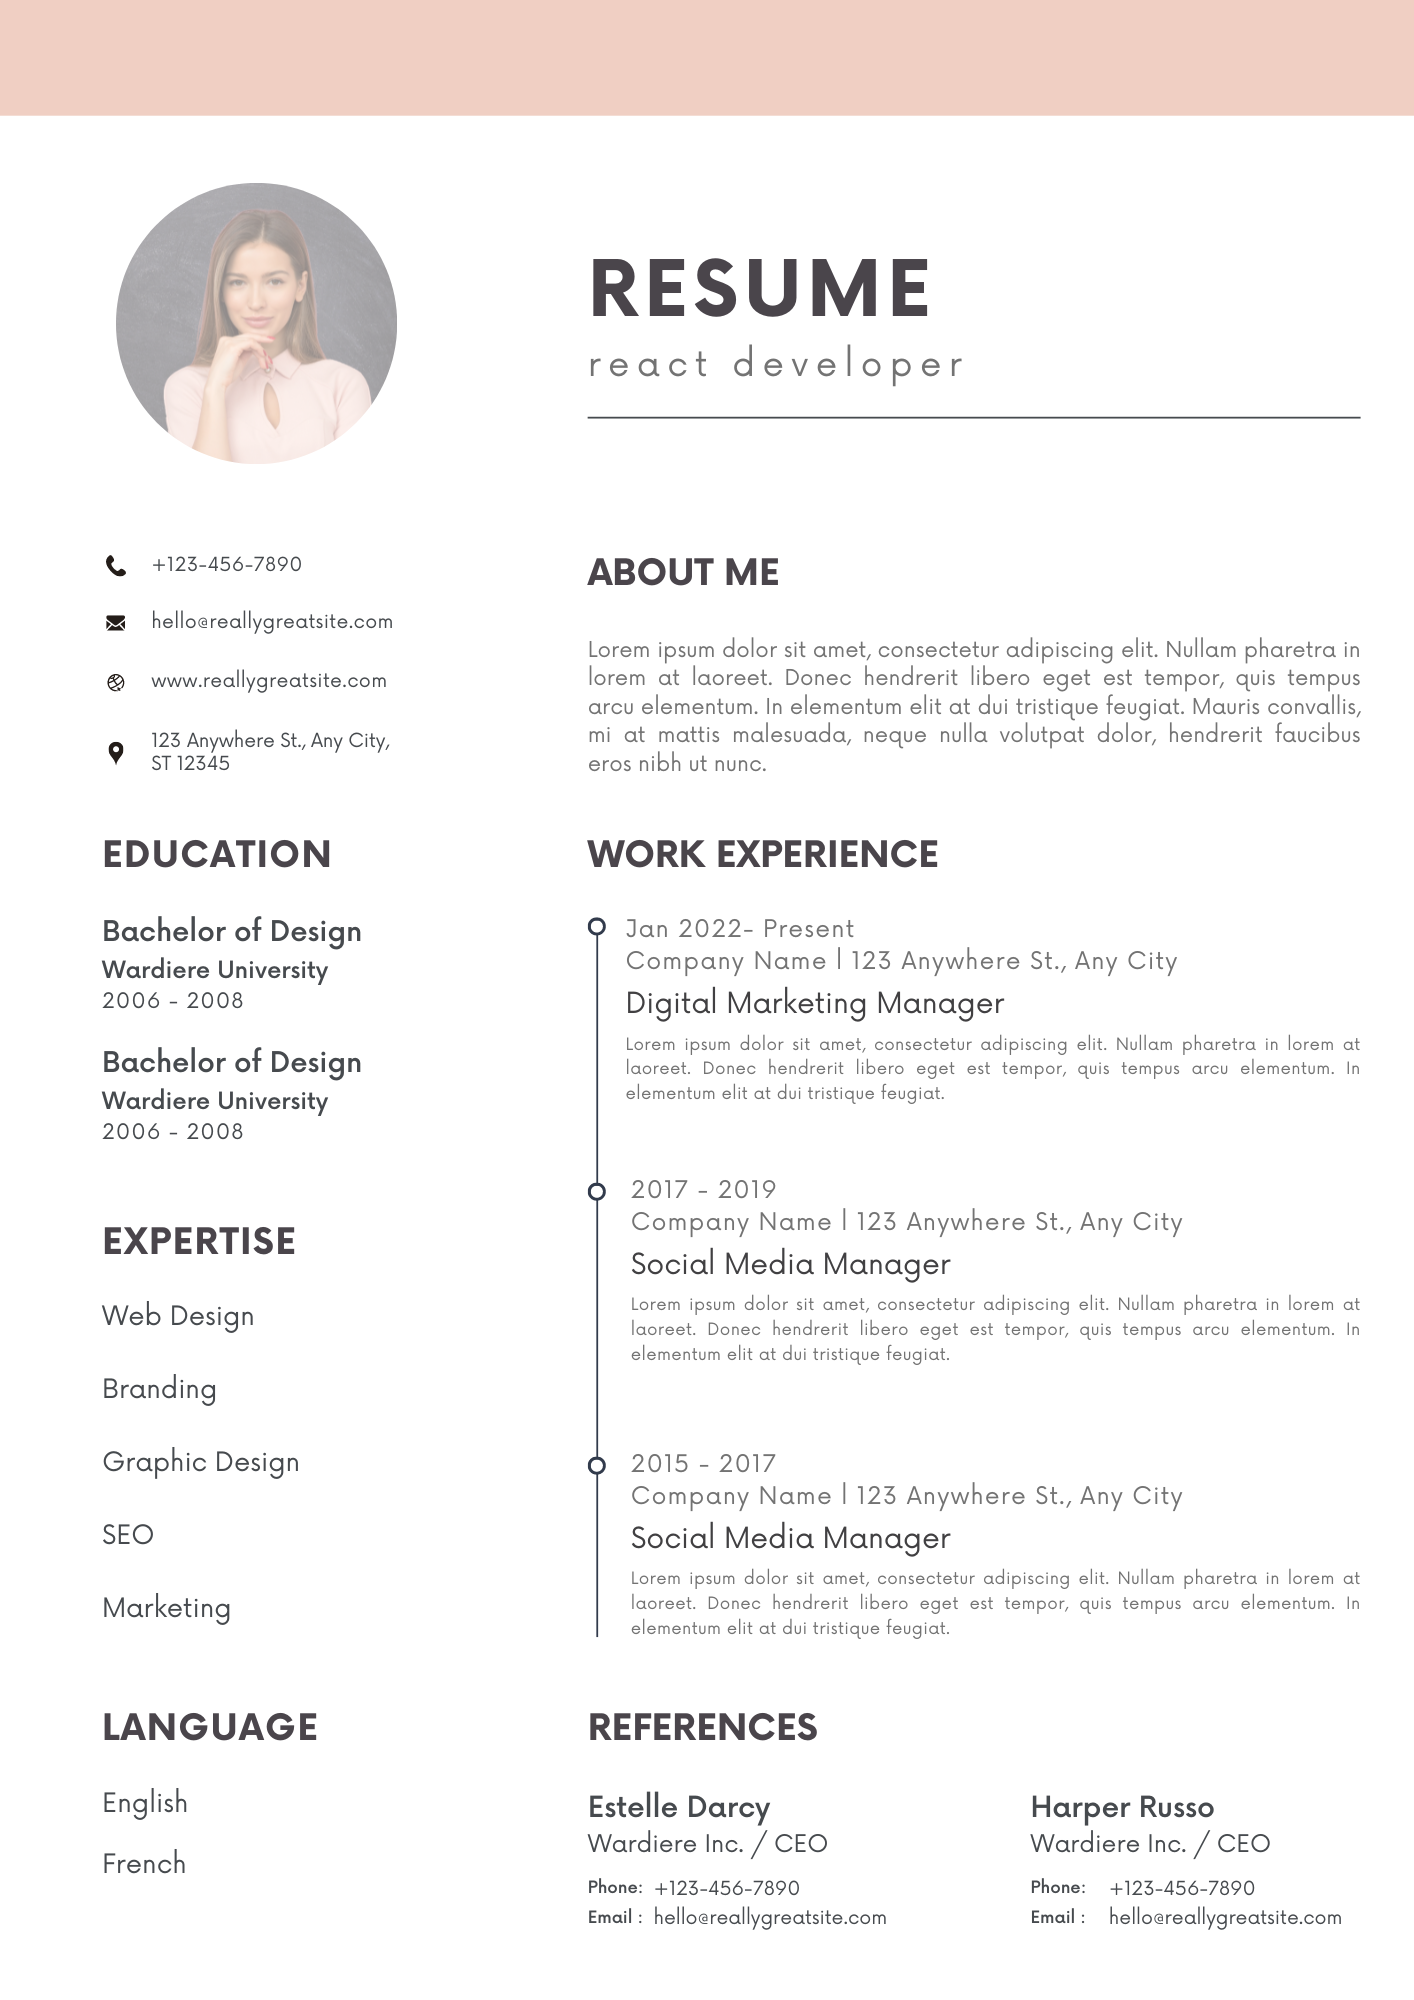 RESUME
react developer
+123-456-7890
hello@reallygreatsite.com
www.reallygreatsite.com
123 Anywhere St., Any City,
ST 12345
EDUCATION
Bachelor of Design
Wardiere University
2006 - 2008
Bachelor of Design
Wardiere University
2006 - 2008
EXPERTISE
Web Design
Branding
Graphic Design
SEO
Marketing
LANGUAGE
English
French
ABOUT ME
Lorem ipsum dolor sit amet, consectetur adipiscing elit. Nullam pharetra in
lorem at laoreet. Donec hendrerit libero eget est tempor, quis tempus
arcu elementum. In elementum elit at dui tristique feugiat. Mauris convallis,
mi at mattis malesuada, neque nulla volutpat dolor, hendrerit faucibus
eros nibh ut nunc.
WORK EXPERIENCE
Jan 2022- Present
Company Name l 123 Anywhere St., Any City
Digital Marketing Manager
Lorem ipsum dolor sit amet, consectetur adipiscing elit. Nullam pharetra in lorem at
laoreet. Donec hendrerit libero eget est tempor, quis tempus arcu elementum. In
elementum elit at dui tristique feugiat.
2017 - 2019
Company Name l 123 Anywhere St., Any City
Social Media Manager
Lorem ipsum dolor sit amet, consectetur adipiscing elit. Nullam pharetra in lorem at
laoreet. Donec hendrerit libero eget est tempor, quis tempus arcu elementum. In
elementum elit at dui tristique feugiat.
2015 - 2017
Company Name l 123 Anywhere St., Any City
Social Media Manager
Lorem ipsum dolor sit amet, consectetur adipiscing elit. Nullam pharetra in lorem at
laoreet. Donec hendrerit libero eget est tempor, quis tempus arcu elementum. In
elementum elit at dui tristique feugiat.
REFERENCES
Estelle Darcy
Wardiere Inc. / CEO
Phone: +123-456-7890
Email : hello@reallygreatsite.com
Harper Russo
Wardiere Inc. / CEO
Phone: +123-456-7890
Email : hello@reallygreatsite.com